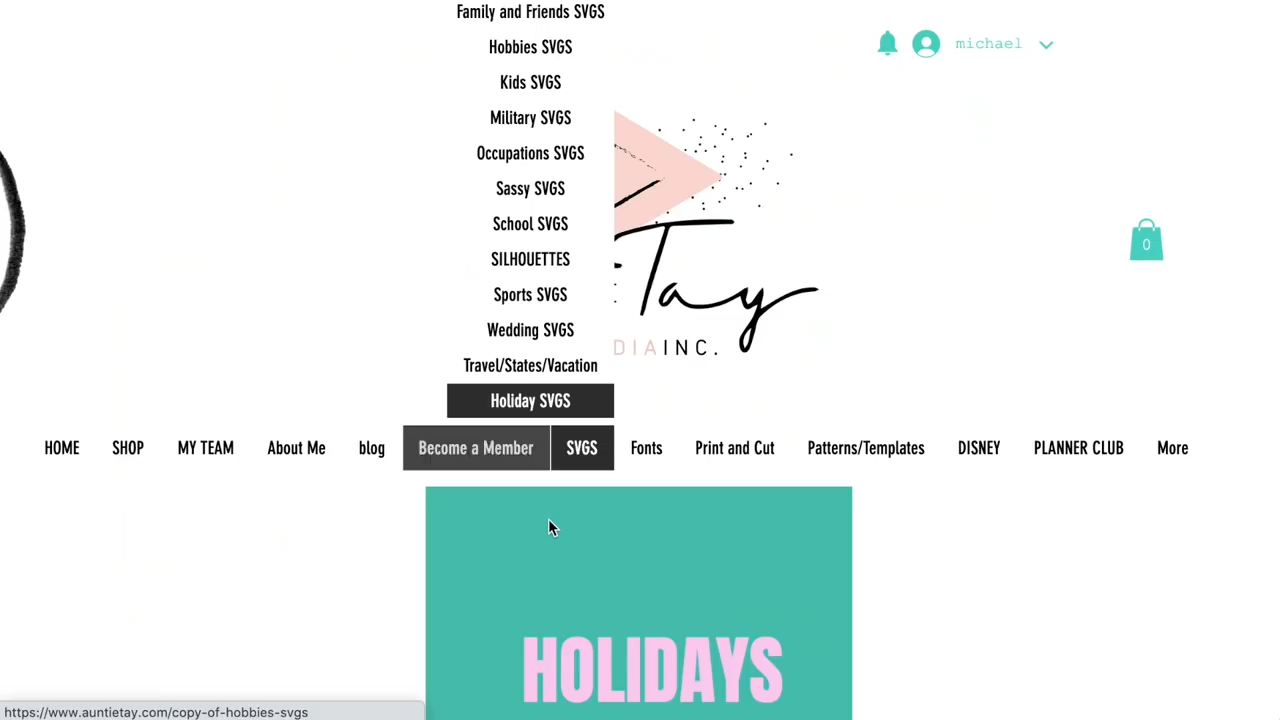 Family and Friends SVGS
Hobbies SVGS
Kids SVGS
Military SVGS
Occupations SVGS
Sassy SVGS
School SVGS
SILHOUETTES
Sports SVGS
Wedding SVGS
Travel/States/Vacation
Holiday SVGS
michael
Tay
DIAINC.
0
HOME SHOP MY TEAM About Me blog Become a Member SVGS Fonts Print and Cut Patterns/Templates DISNEY PLANNER CLUB More
HOLIDAYS
https://www.auntietay.com/copy-of-hobbies-svgs